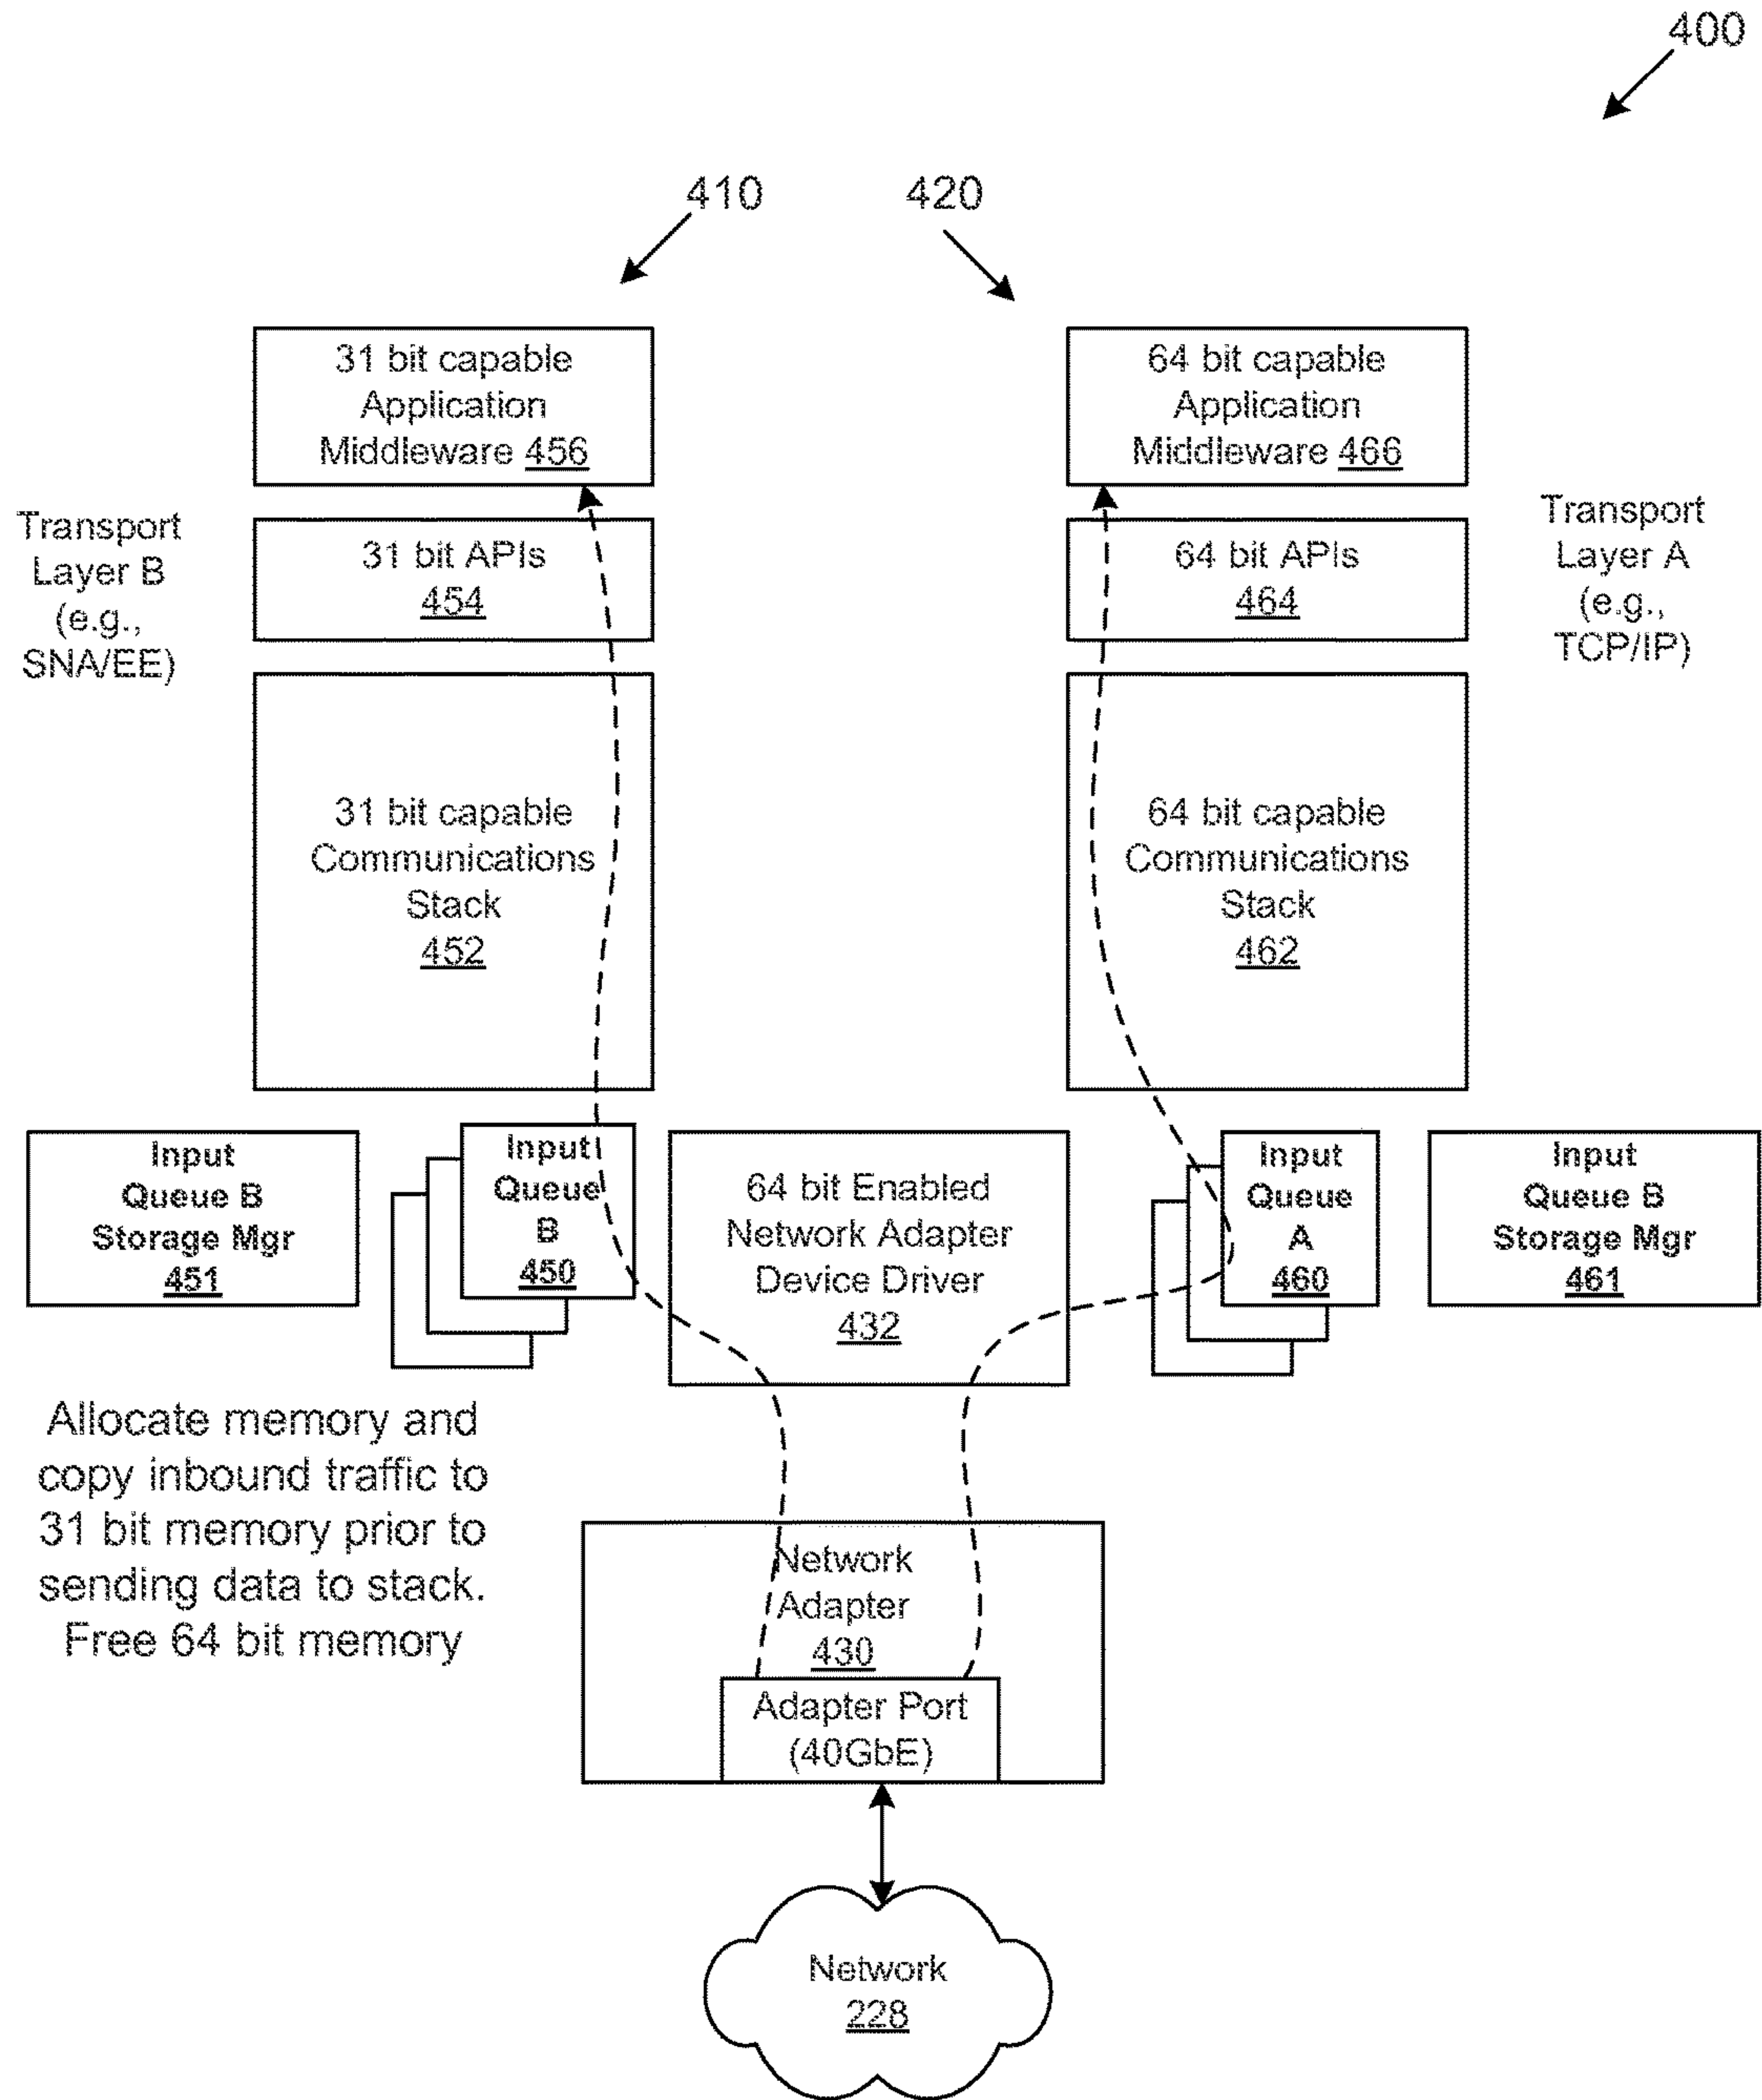 400
410
420
31 bit capable
Application
Middleware 456
64 bit capable
Application
Middleware 466
Transport
Layer B
(e.g.,
SNA/EE)
31 bit APIs
454
64 bit APIs
464
Transport
Layer A
(e.g.,
TCP/IP)
31 bit capable
Communications
Stack
452
64 bit capable
Communications
Stack
462
Input
Queue B
Storage Mgr
451
Input
Queue
B
450
64 bit Enabled
Network Adapter
Device Driver
432
Input
Queue
A
460
Input
Queue B
Storage Mgr
461
Allocate memory and
copy inbound traffic to
31 bit memory prior to
sending data to stack.
Free 64 bit memory
Network
Adapter
430
Adapter Port
(40GbE)
Network
228